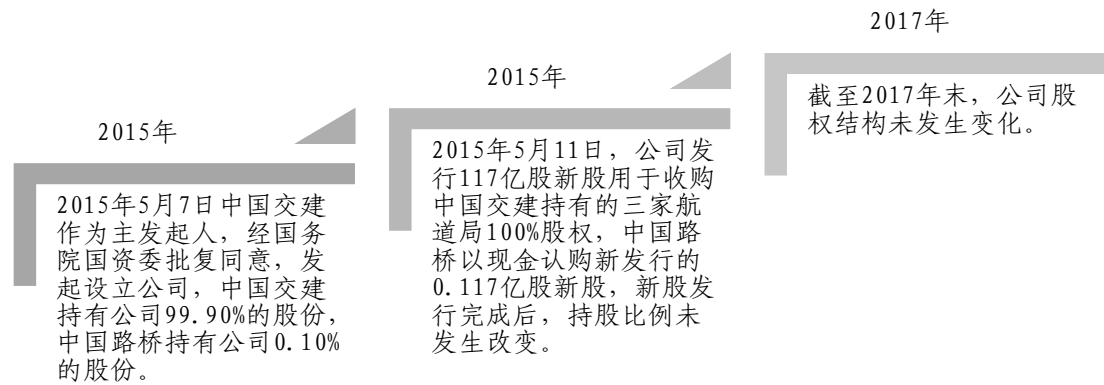 2015年
2015年5月7日中国交建
作为主发起人，经国务
院国资委批复同意，发
起设立公司，中国交建
持有公司99.90%的股份，
中国路桥持有公司0.10%
的股份。
2015年
2015年5月11日，公司发
行117亿股新股用于收购
中国交建持有的三家航
道局100%股权，中国路
桥以现金认购新发行的
0.117亿股新股，新股发
行完成后，持股比例未
发生改变。
2017年
截至2017年末，公司股
权结构未发生变化。